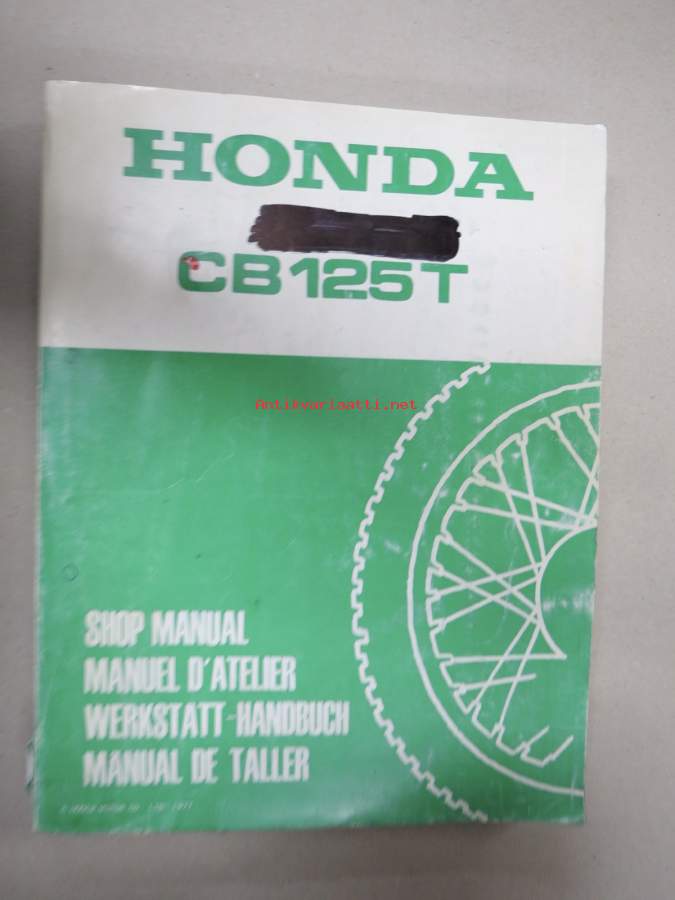 HONDA
CB125T
Antikvariaatti.net
SHOP MANUAL
MANUEL D'ATELIER
WERKSTATT-HANDBUCH
MANUAL DE TALLER